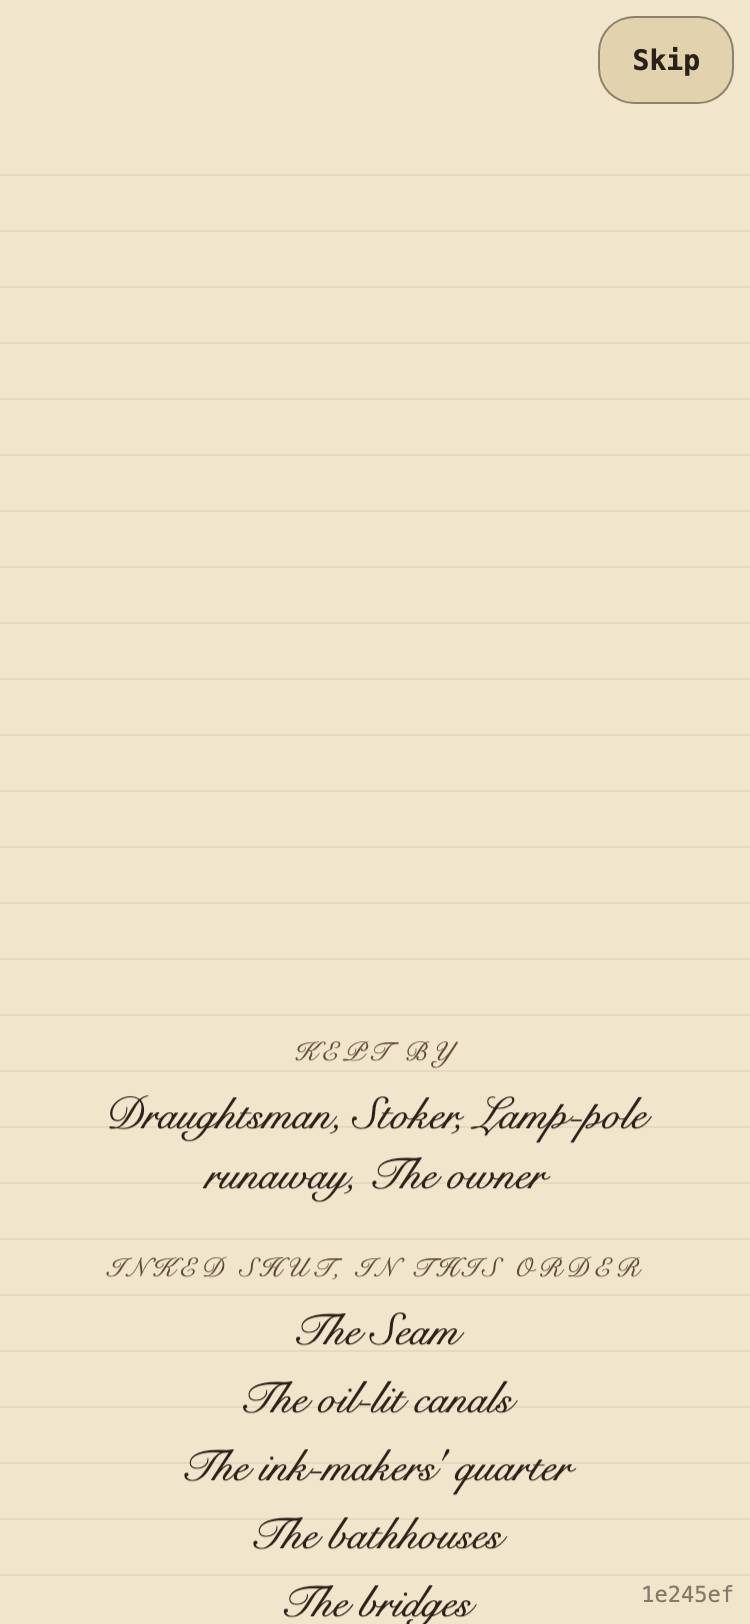 Skip
KEPT BY
Draughtsman, Stoker, Lamp-pole
runaway, The owner
INKED SHUT, IN THIS ORDER
The Seam
The oil-lit canals
The ink-makers' quarter
The bathhouses
The bridges
1e245ef